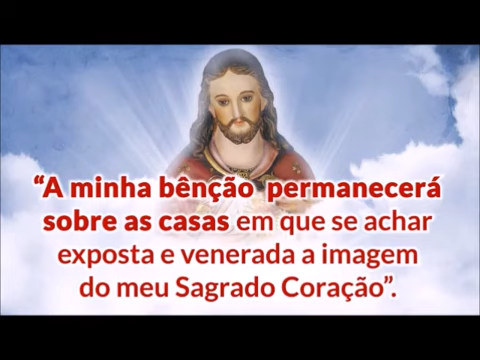 “A minha bênção permanecerá
sobre as casas em que se achar
exposta e venerada a imagem
do meu Sagrado Coração”.